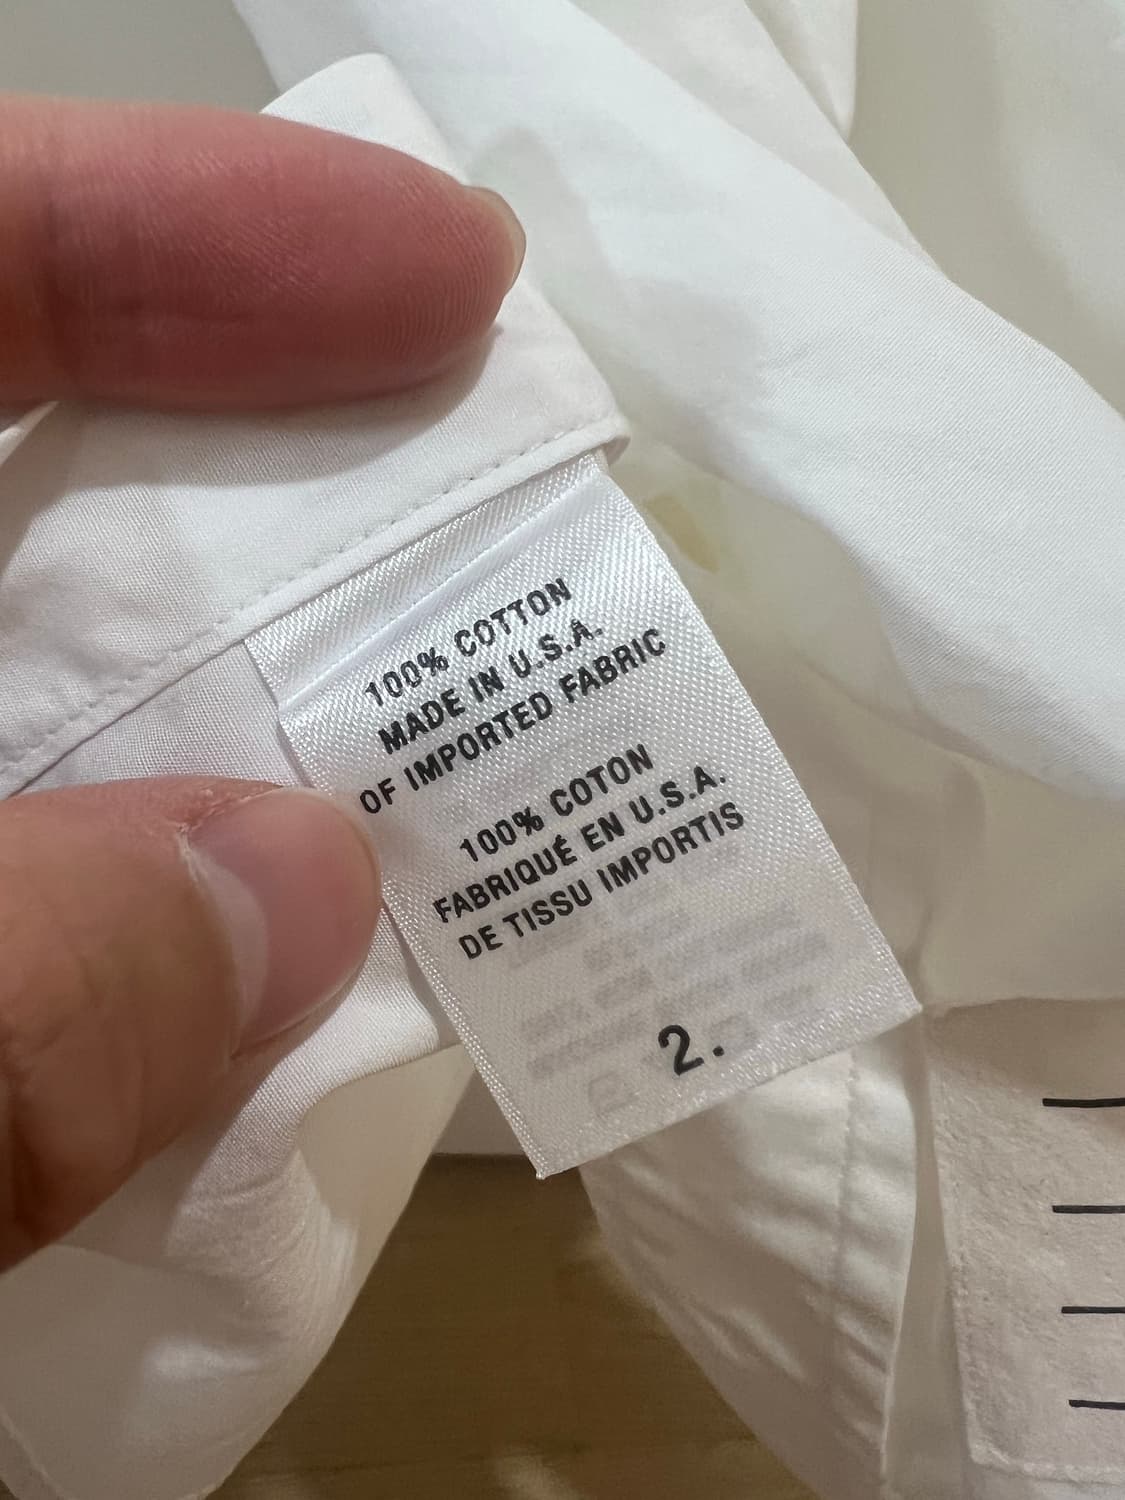 100% COTTON
MADE IN U.S.A.
OF IMPORTED FABRIC
100% COTON
FABRIQUÉ EN U.S.A.
DE TISSU IMPORTIS
2.